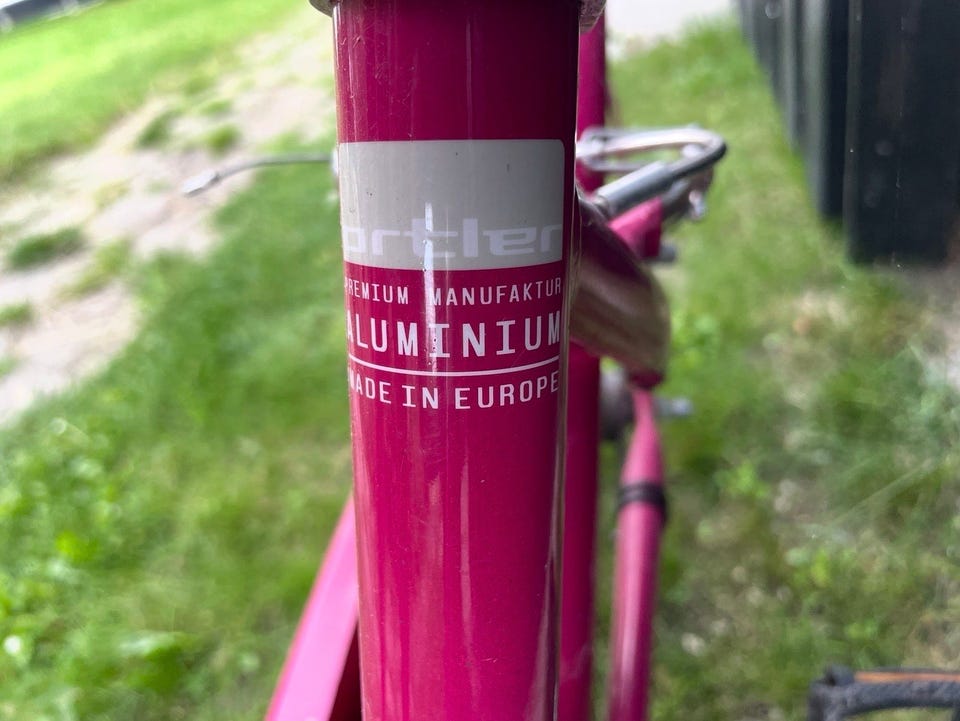 ortler
PREMIUM MANUFAKTUR
ALUMINIUM
MADE IN EUROPE